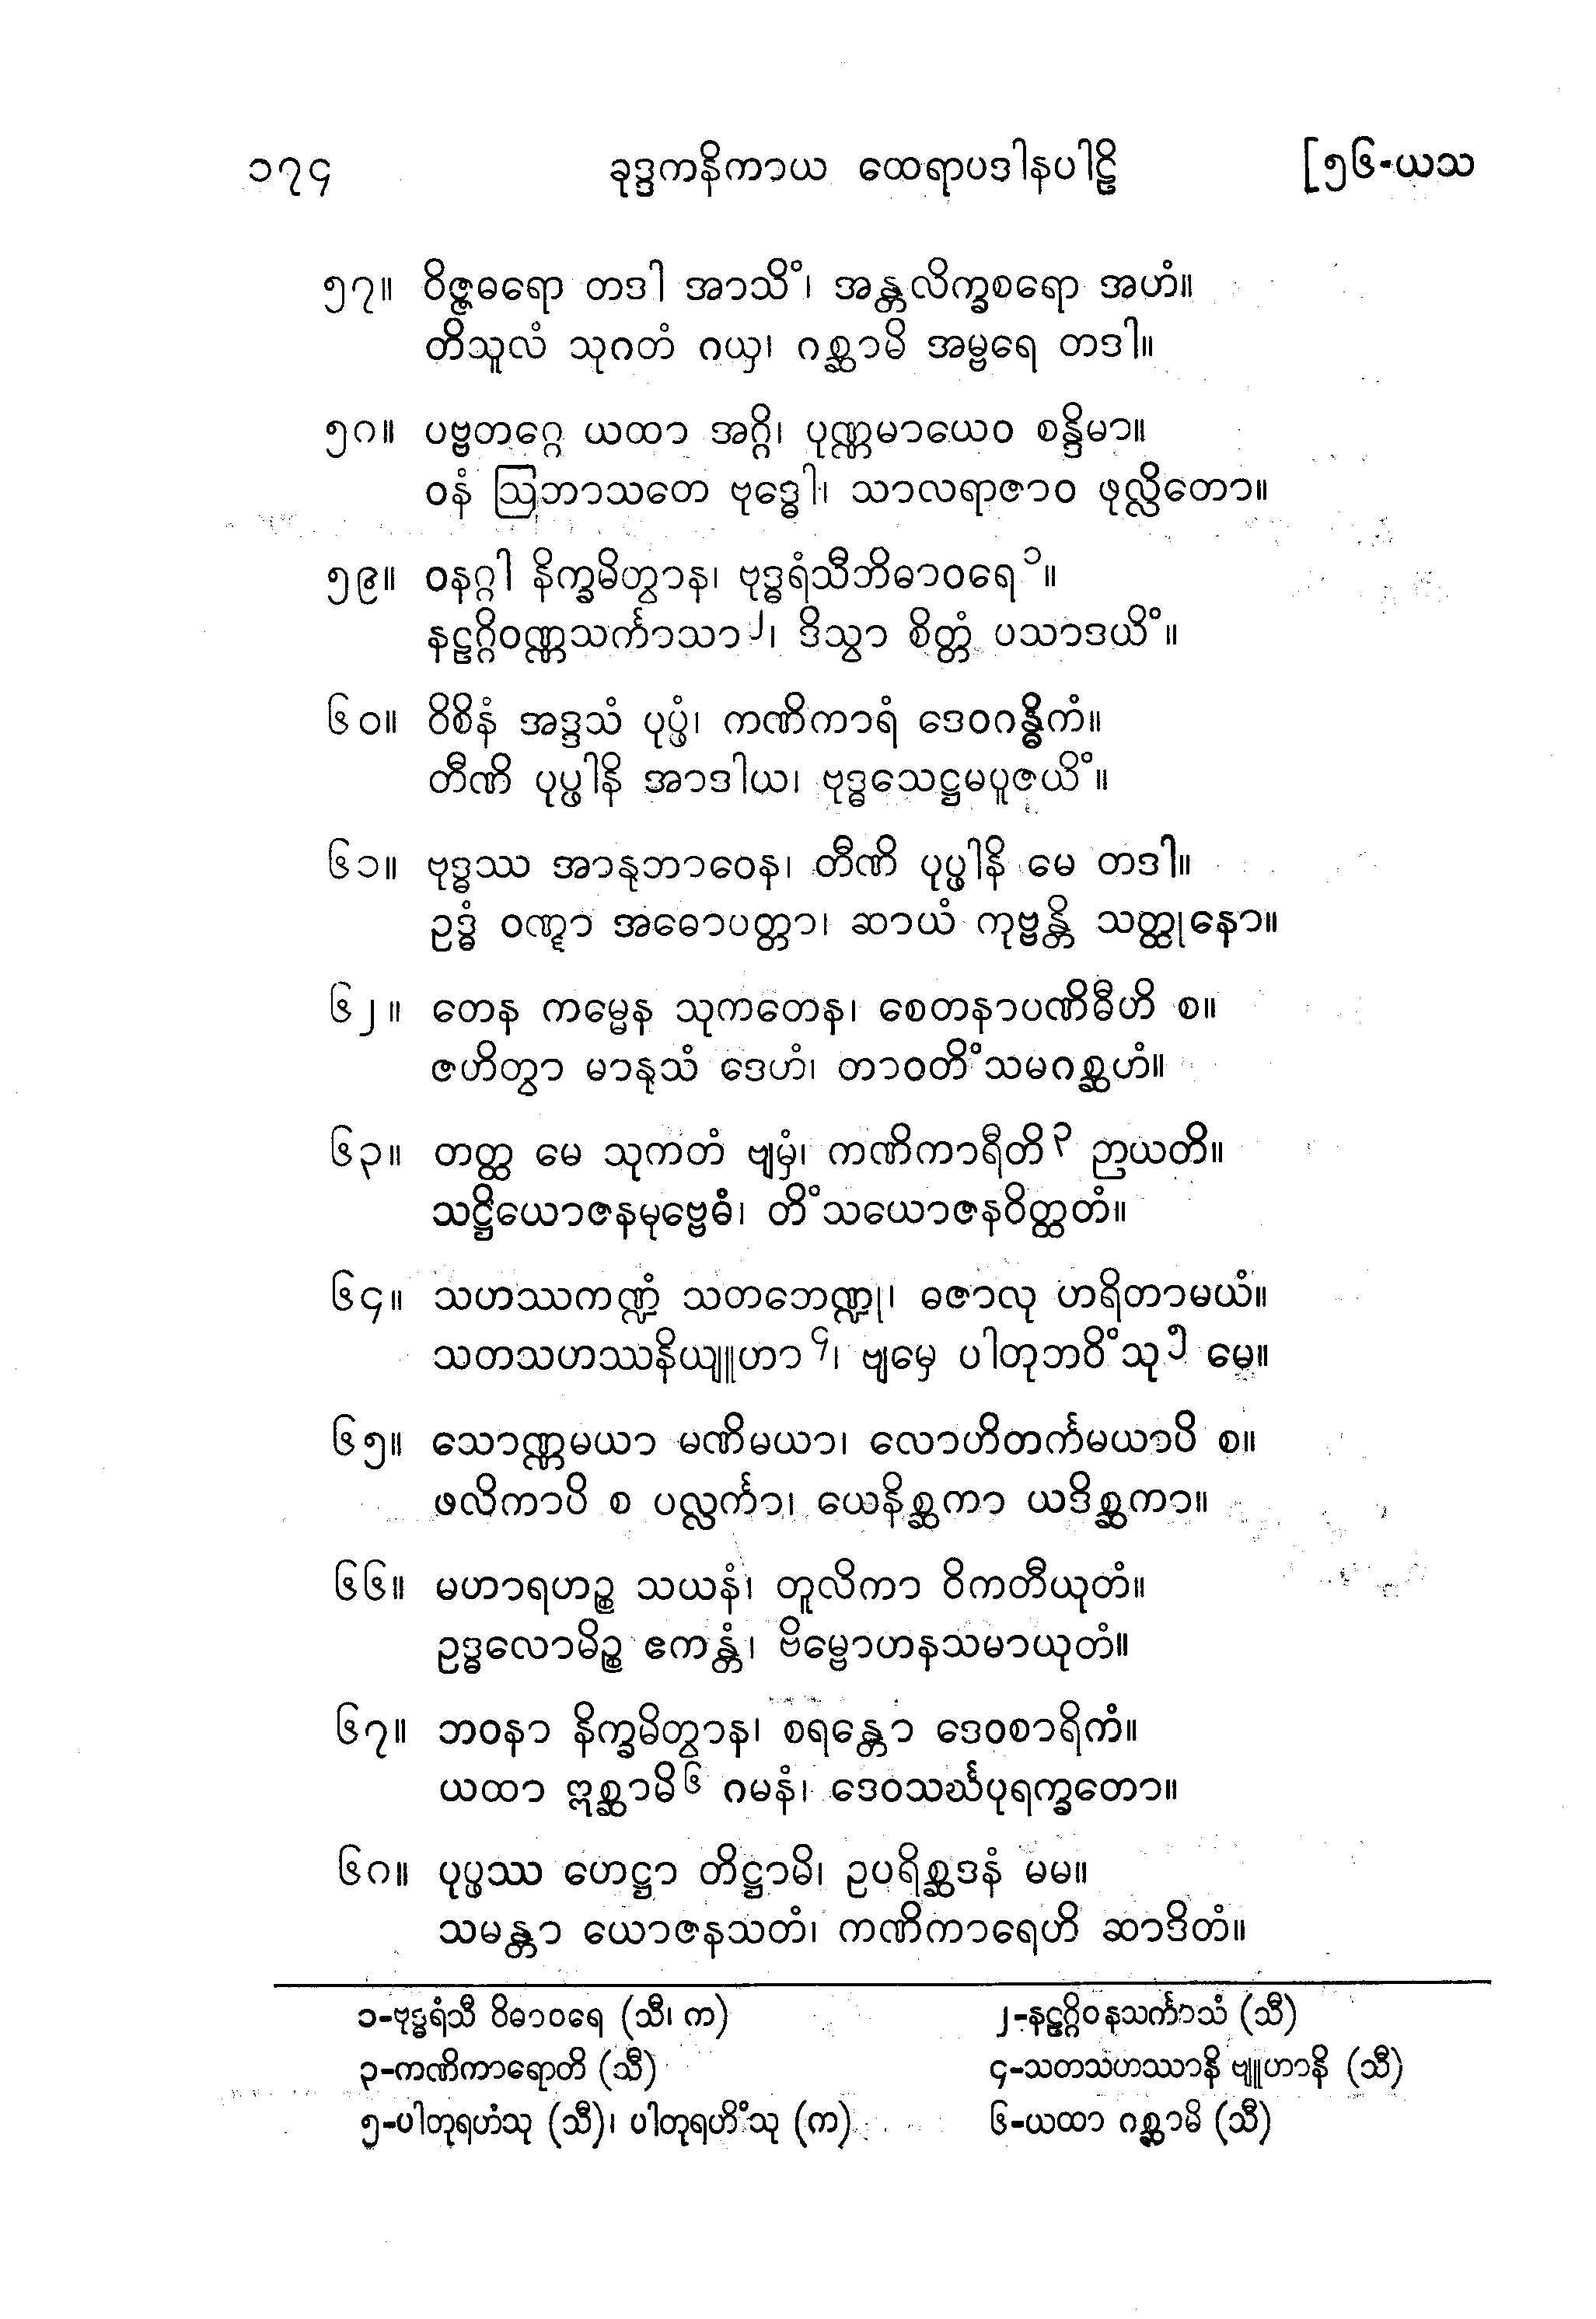 ၁၇၄ ခုဒ္ဒကနိကာယ ထေရာပဒါနပါဠိ [၅၆-ယသ
၅၇။ ဝိဇ္ဇဓရော တဒါ အာသိံ၊ အန္တလိက္ခစရော အဟံ။
တိသူလံ သုဂတံ ဂယှ၊ ဂစ္ဆာမိ အမ္ဗရေ တဒါ။
၅၈။ ပဗ္ဗတဂ္ဂေ ယထာ အဂ္ဂိ၊ ပုဏ္ဏမာယေဝ စန္ဒိမာ။
ဝနံ ဩဘာသတေ ဗုဒ္ဓေါ၊ သာလရာဇာဝ ဖုလ္လိတော။
၅၉။ ဝနဂ္ဂါ နိက္ခမိတွာန၊ ဗုဒ္ဓရံသီဘိဓာဝရေ ၁။
နဠဂ္ဂိဝဏ္ဏသင်္ကာသာ ၂၊ ဒိသွာ စိတ္တံ ပသာဒယိံ။
၆၀။ ဝိစိနံ အဒ္ဒသံ ပုပ္ဖံ၊ ကဏိကာရံ ဒေဝဂန္ဓိကံ။
တီဏိ ပုပ္ဖါနိ အာဒါယ၊ ဗုဒ္ဓသေဋ္ဌမပူဇယိံ။
၆၁။ ဗုဒ္ဓဿ အာနုဘာဝေန၊ တီဏိ ပုပ္ဖါနိ မေ တဒါ။
ဥဒ္ဓံ ဝဏ္ဋာ အဓောပတ္တာ၊ ဆာယံ ကုဗ္ဗန္တိ သတ္ထုနော။
၆၂။ တေန ကမ္မေန သုကတေန၊ စေတနာပဏိဓီဟိ စ။
ဇဟိတွာ မာနုသံ ဒေဟံ၊ တာဝတိံသမဂစ္ဆဟံ။
၆၃။ တတ္ထ မေ သုကတံ ဗျမှံ၊ ကဏိကာရီတိ ၃ ဉာယတိ။
သဋ္ဌိယောဇနမုဗ္ဗေဓံ၊ တိံသယောဇနဝိတ္ထတံ။
၆၄။ သဟဿကဏ္ဍံ သတဘေဏ္ဍု၊ ဓဇာလု ဟရိတာမယံ။
သတသဟဿနိယျူဟာ ၄၊ ဗျမှေ ပါတုဘဝိံသု ၅ မေ။
၆၅။ သောဏ္ဏမယာ မဏိမယာ၊ လောဟိတင်္ကမယာပိ စ။
ဖလိကာပိ စ ပလ္လင်္ကာ၊ ယေနိစ္ဆကာ ယဒိစ္ဆကာ။
၆၆။ မဟာရဟဉ္စ သယနံ၊ တူလိကာ ဝိကတီယုတံ။
ဥဒ္ဓလောမိဉ္စ ဧကန္တံ၊ ဗိမ္ဗောဟနသမာယုတံ။
၆၇။ ဘဝနာ နိက္ခမိတွာန၊ စရန္တော ဒေဝစာရိကံ။
ယထာ ဣစ္ဆာမိ ၆ ဂမနံ၊ ဒေဝသင်္ဃပုရက္ခတော။
၆၈။ ပုပ္ဖဿ ဟေဋ္ဌာ တိဋ္ဌာမိ၊ ဥပရိစ္ဆဒနံ မမ။
သမန္တာ ယောဇနသတံ၊ ကဏိကာရေဟိ ဆာဒိတံ။
၁-ဗုဒ္ဓရံသီ ဝိဓာဝရေ (သီ၊ က) ၂-နဠဂ္ဂိဝနသင်္ကာသံ (သီ)
၃-ကဏိကာရောတိ (သီ) ၄-သတသဟဿာနိ ဗျူဟာနိ (သီ)
၅-ပါတုရဟံသု (သီ)၊ ပါတုရဟိံသု (က) ၆-ယထာ ဂစ္ဆာမိ (သီ)